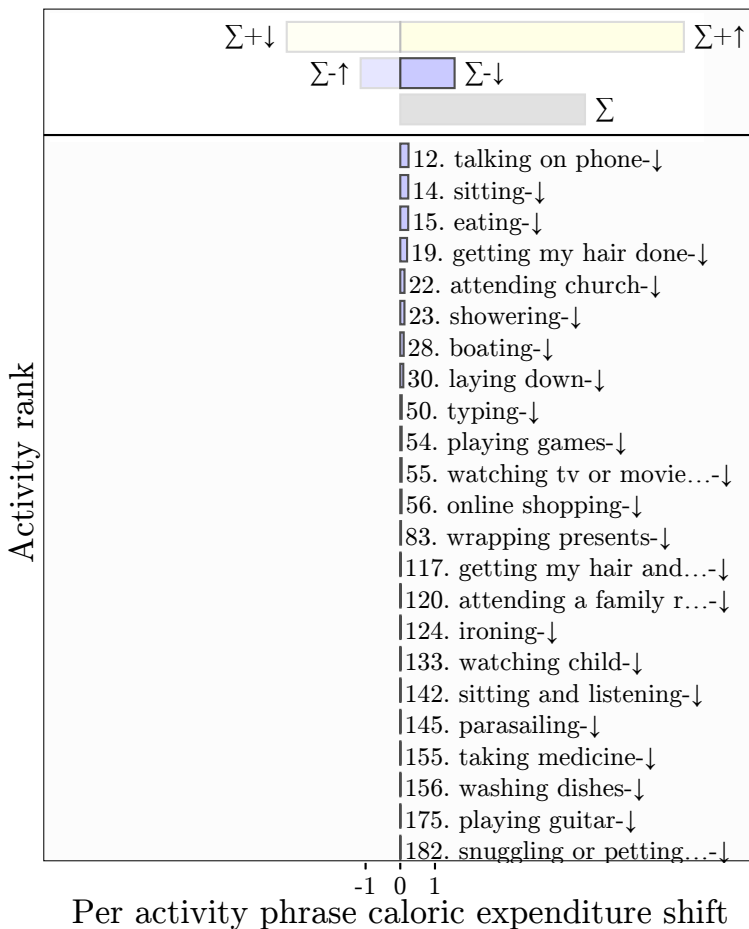 ∑+↓ ∑+↑
∑-↑ ∑-↓
∑
12. talking on phone-↓
14. sitting-↓
15. eating-↓
19. getting my hair done-↓
22. attending church-↓
23. showering-↓
28. boating-↓
30. laying down-↓
50. typing-↓
54. playing games-↓
55. watching tv or movie…-↓
56. online shopping-↓
83. wrapping presents-↓
117. getting my hair and…-↓
120. attending a family r…-↓
124. ironing-↓
133. watching child-↓
142. sitting and listening-↓
145. parasailing-↓
155. taking medicine-↓
156. washing dishes-↓
175. playing guitar-↓
182. snuggling or petting…-↓
Activity rank
-1 0 1
Per activity phrase caloric expenditure shift